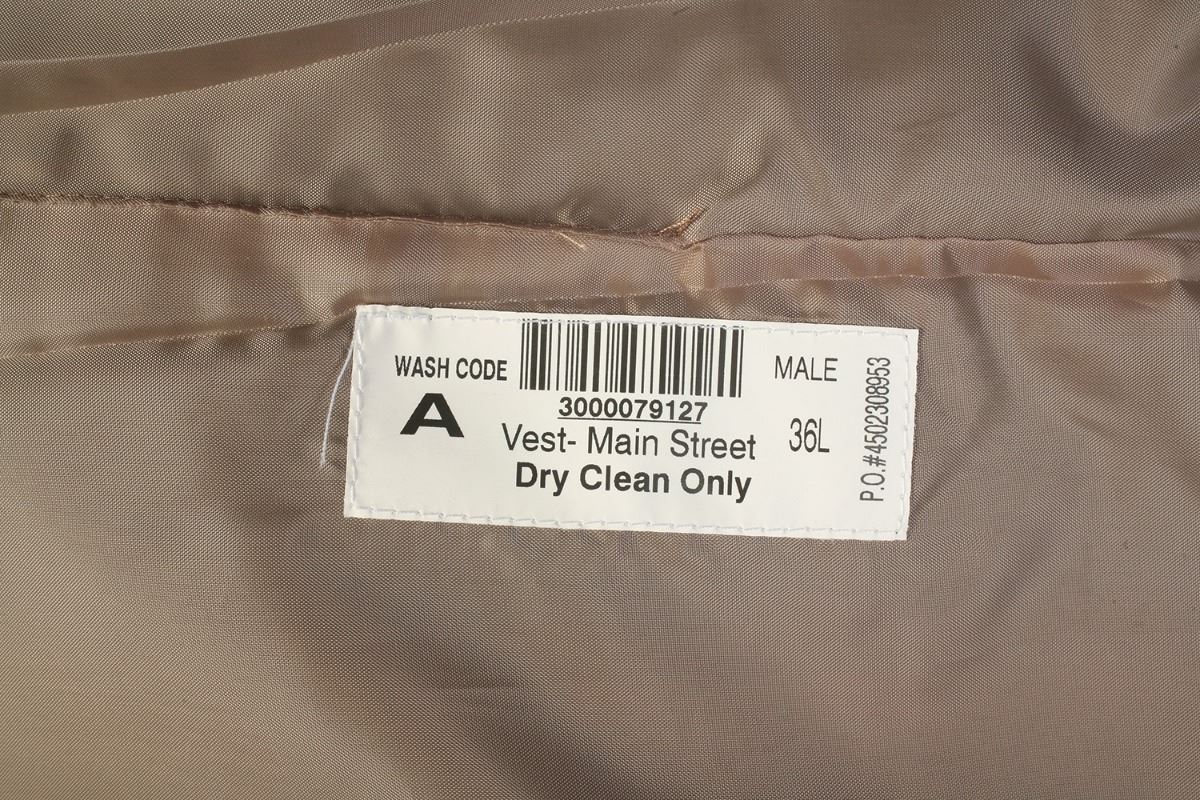 WASH CODE
A
3000079127
Vest- Main Street
Dry Clean Only
MALE
36L
P.O.#4502308953